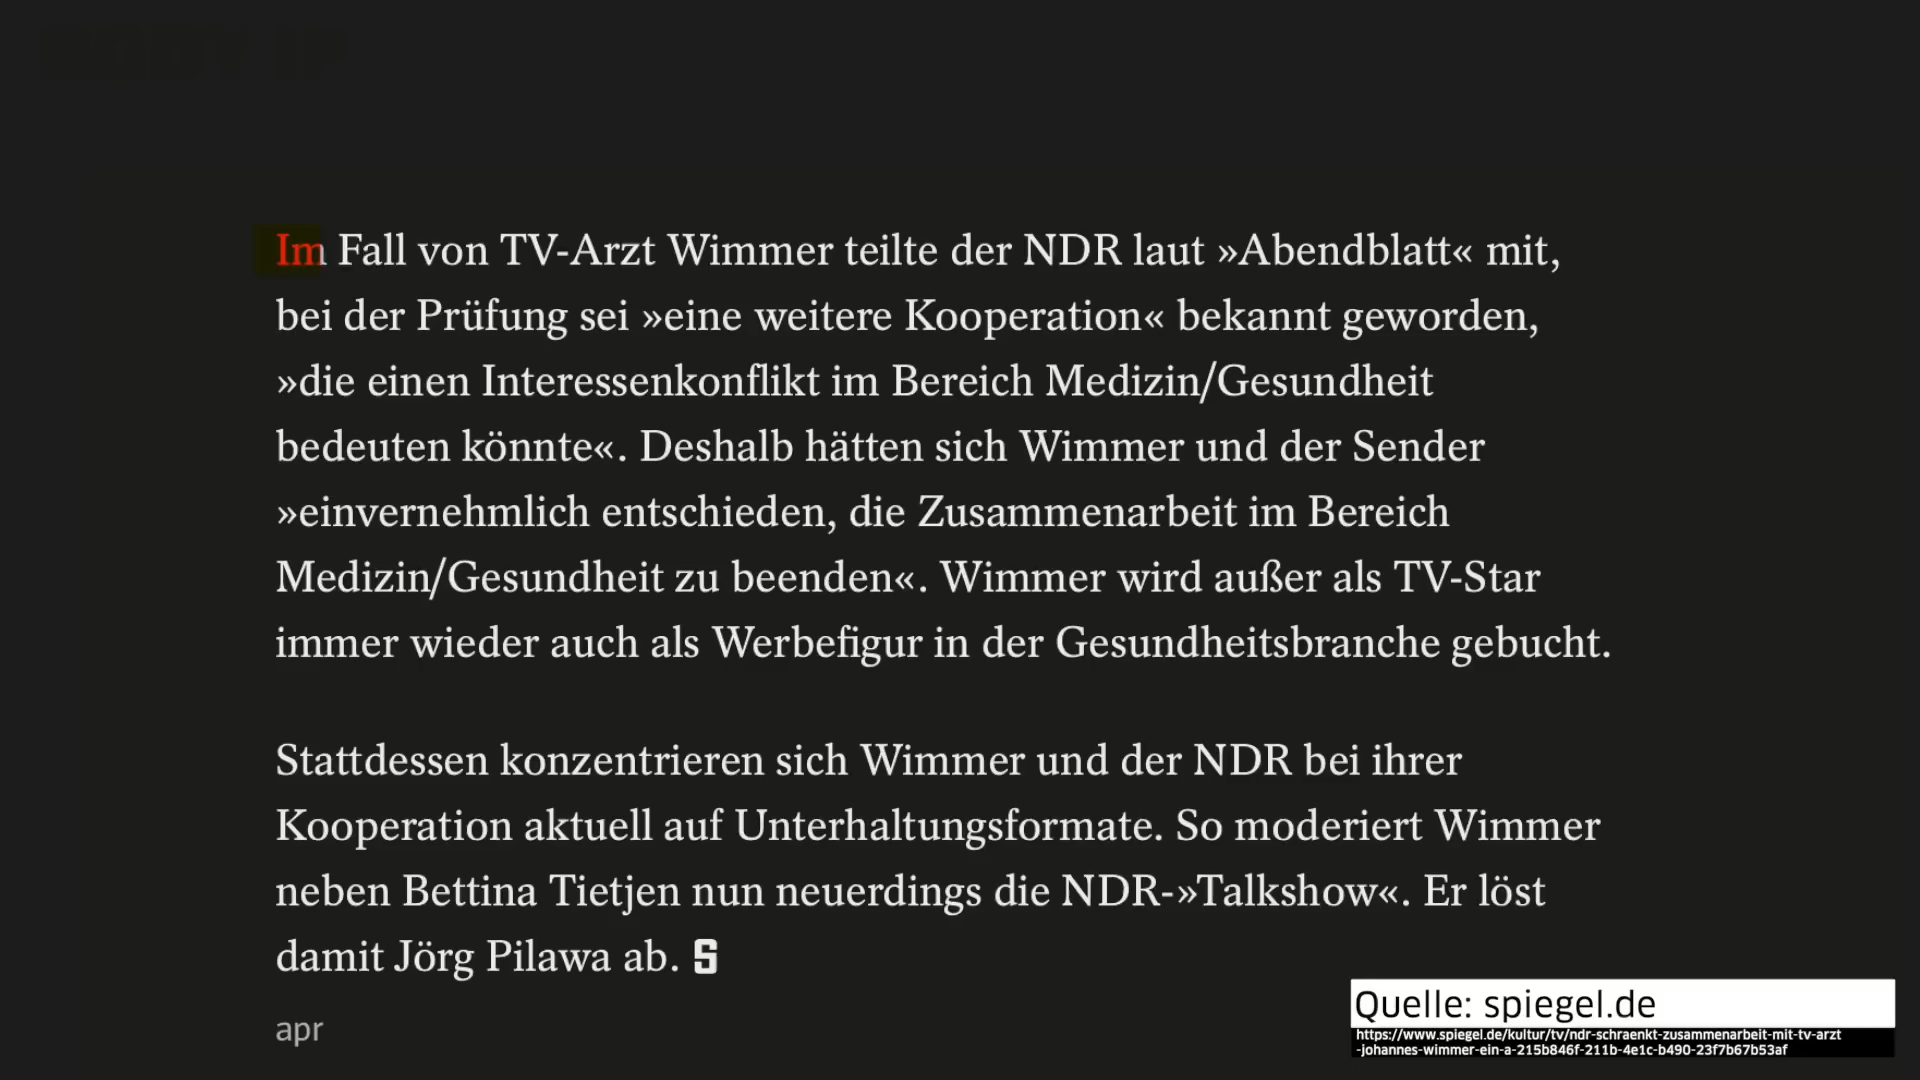 Im Fall von TV-Arzt Wimmer teilte der NDR laut »Abendblatt« mit,
bei der Prüfung sei »eine weitere Kooperation« bekannt geworden,
»die einen Interessenkonflikt im Bereich Medizin/Gesundheit
bedeuten könnte«. Deshalb hätten sich Wimmer und der Sender
»einvernehmlich entschieden, die Zusammenarbeit im Bereich
Medizin/Gesundheit zu beenden«. Wimmer wird außer als TV-Star
immer wieder auch als Werbefigur in der Gesundheitsbranche gebucht.
Stattdessen konzentrieren sich Wimmer und der NDR bei ihrer
Kooperation aktuell auf Unterhaltungsformate. So moderiert Wimmer
neben Bettina Tietjen nun neuerdings die NDR-»Talkshow«. Er löst
damit Jörg Pilawa ab. S
apr
Quelle: spiegel.de
https://www.spiegel.de/kultur/tv/ndr-schraenkt-zusammenarbeit-mit-tv-arzt
-johannes-wimmer-ein-a-215b846f-211b-4e1c-b490-23f7b67b53af